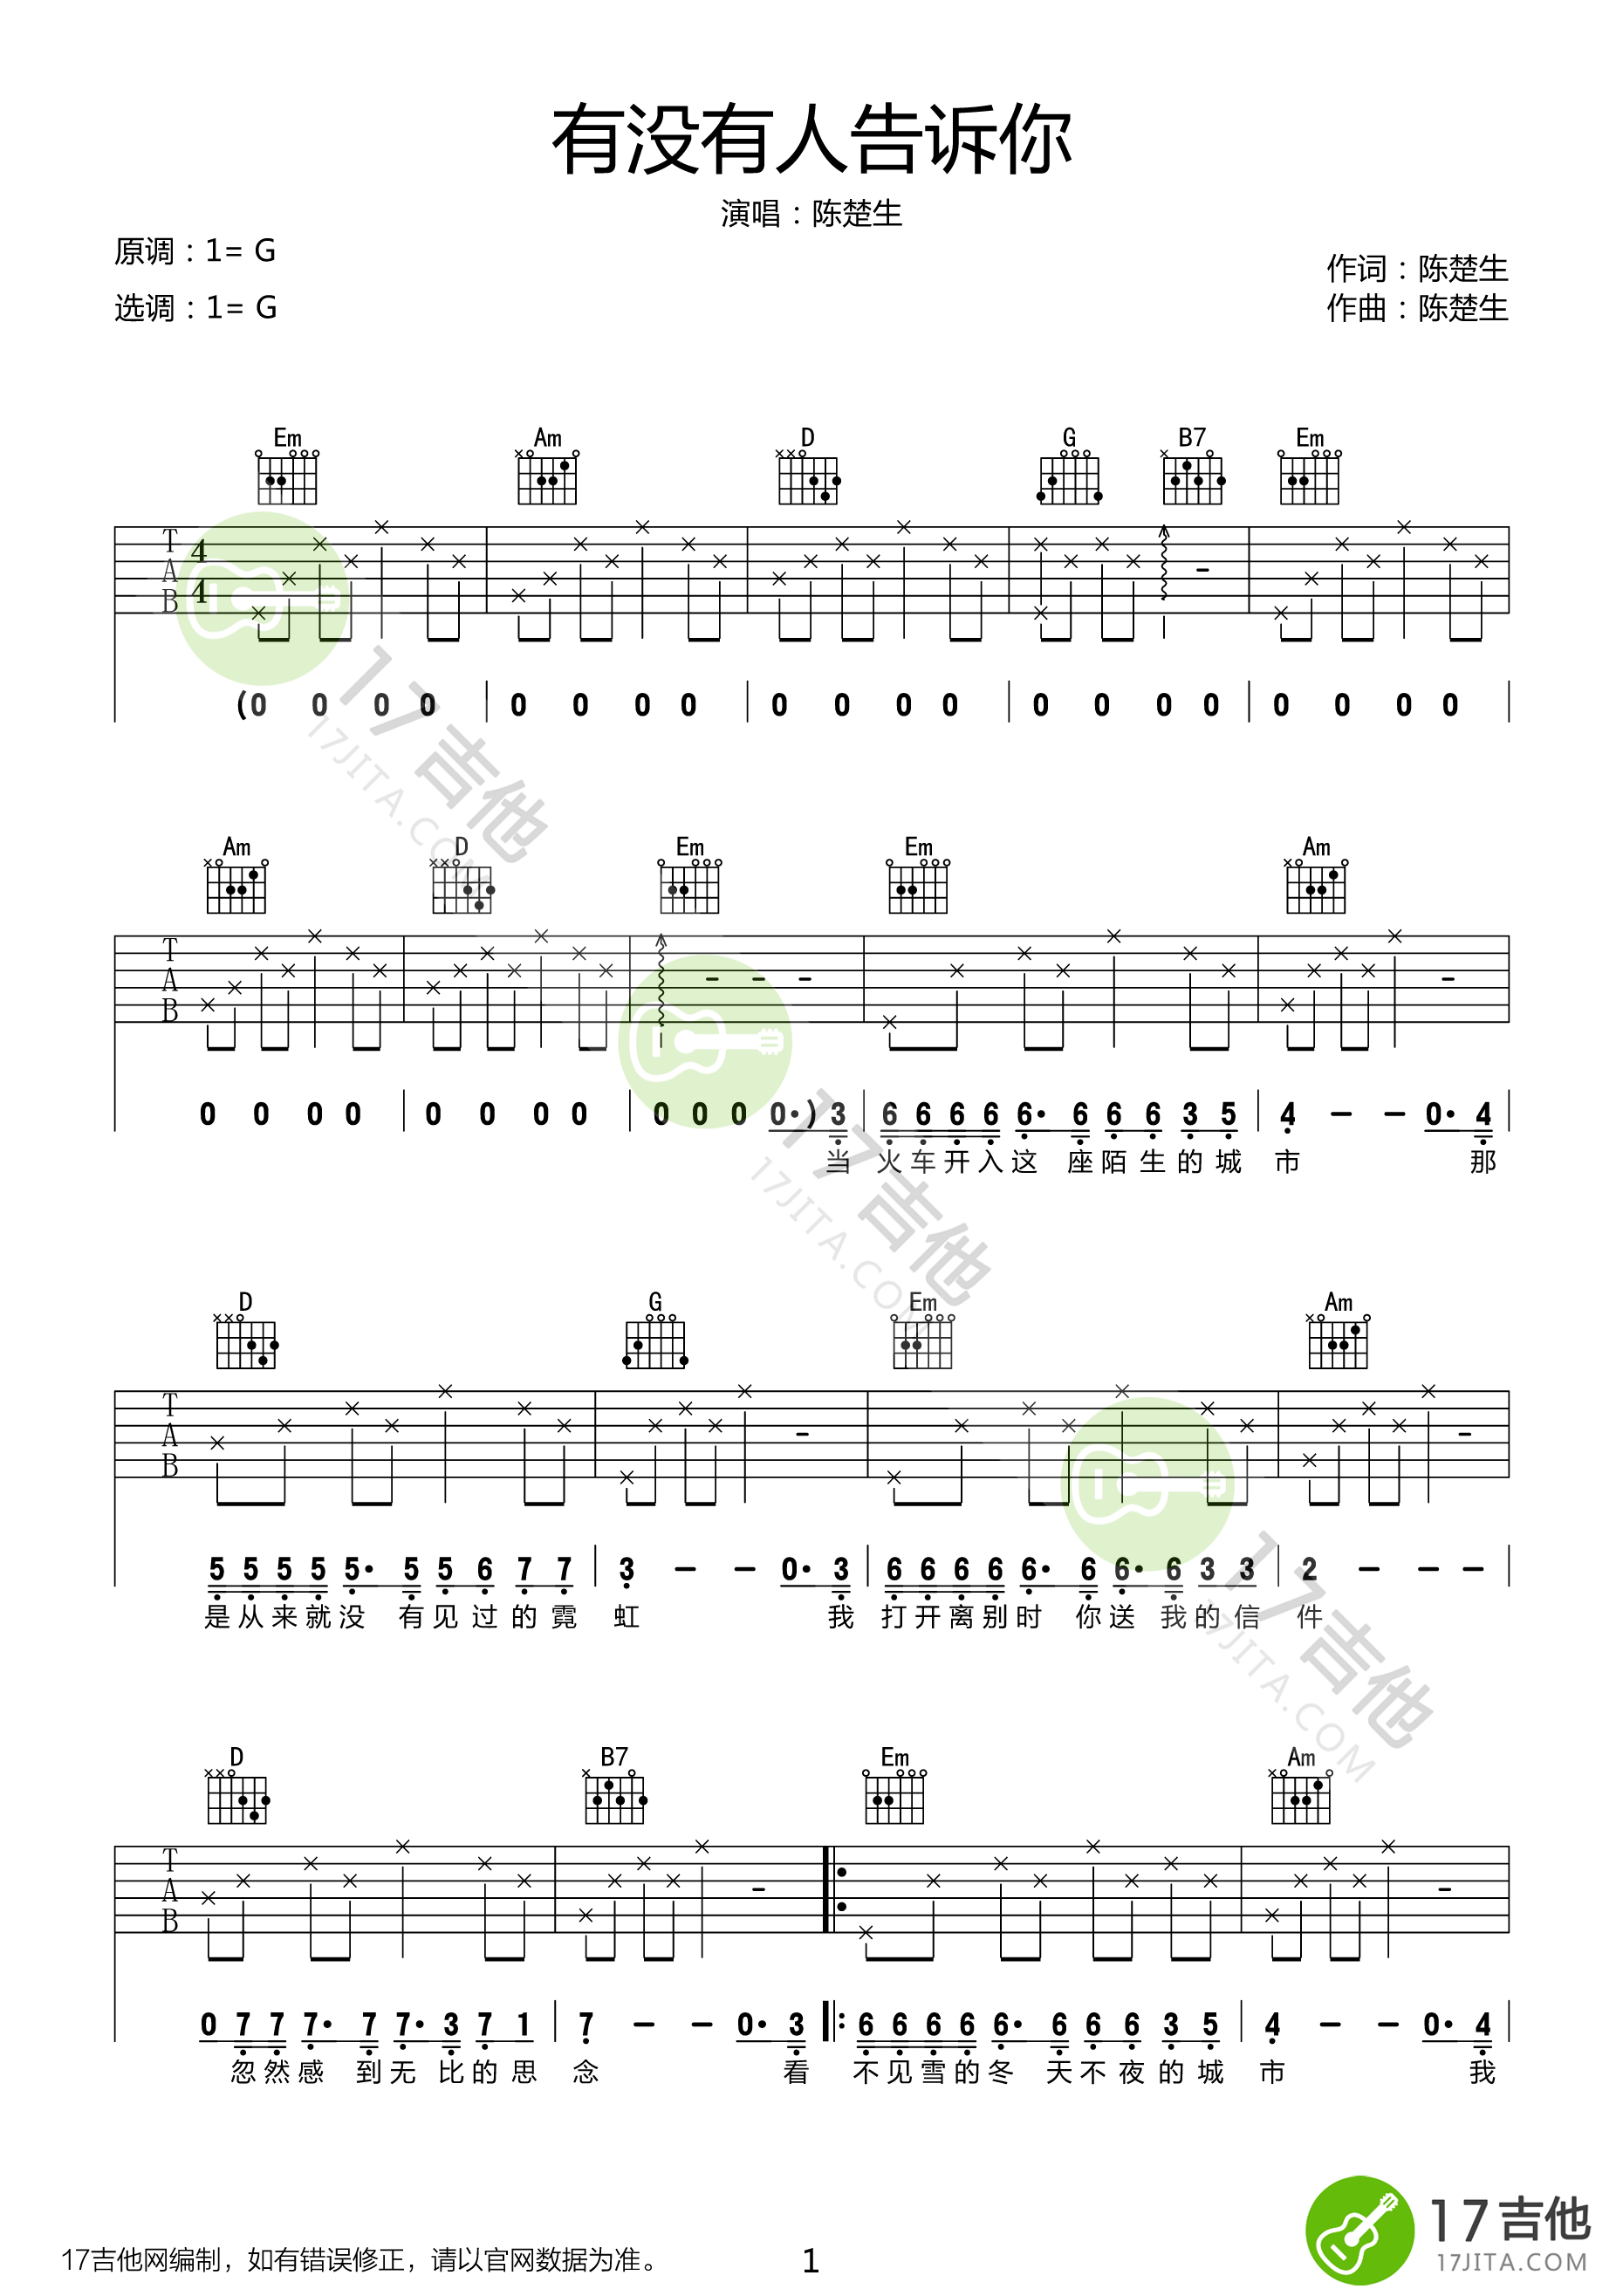 有没有人告诉你
演唱：陈楚生
原调：1= G
选调：1= G
作词：陈楚生
作曲：陈楚生
Em Am D G B7 Em
T A B 4 4
(0 0 0 0 0 0 0 0 0 0 0 0 0 0 0 0 0 0 0 0
Am D Em Em Am
T A B
0 0 0 0 0 0 0 0 0 0 0 0·) 3 6 6 6 6 6· 6 6 6 3 5 4 - - 0· 4
当 火车开入这 座陌生的城 市 那
D G Em Am
T A B
5 5 5 5 5· 5 5 6 7 7 3 - - 0· 3 6 6 6 6 6· 6 6· 6 3 3 2 - - -
是从来就没 有见过的霓 虹 我 打开离别时 你送 我的信 件
D B7 Em Am
T A B
0 7 7 7· 7 7· 3 7 1 7 - - 0· 3 6 6 6 6 6· 6 6 6 3 5 4 - - 0· 4
忽然感 到无 比的思 念 看 不见雪的冬 天不夜的城 市 我
17吉他
17JITA.COM
17吉他
17JITA.COM
17吉他
17JITA.COM
17吉他网编制，如有错误修正，请以官网数据为准。
1
17吉他
17JITA.COM